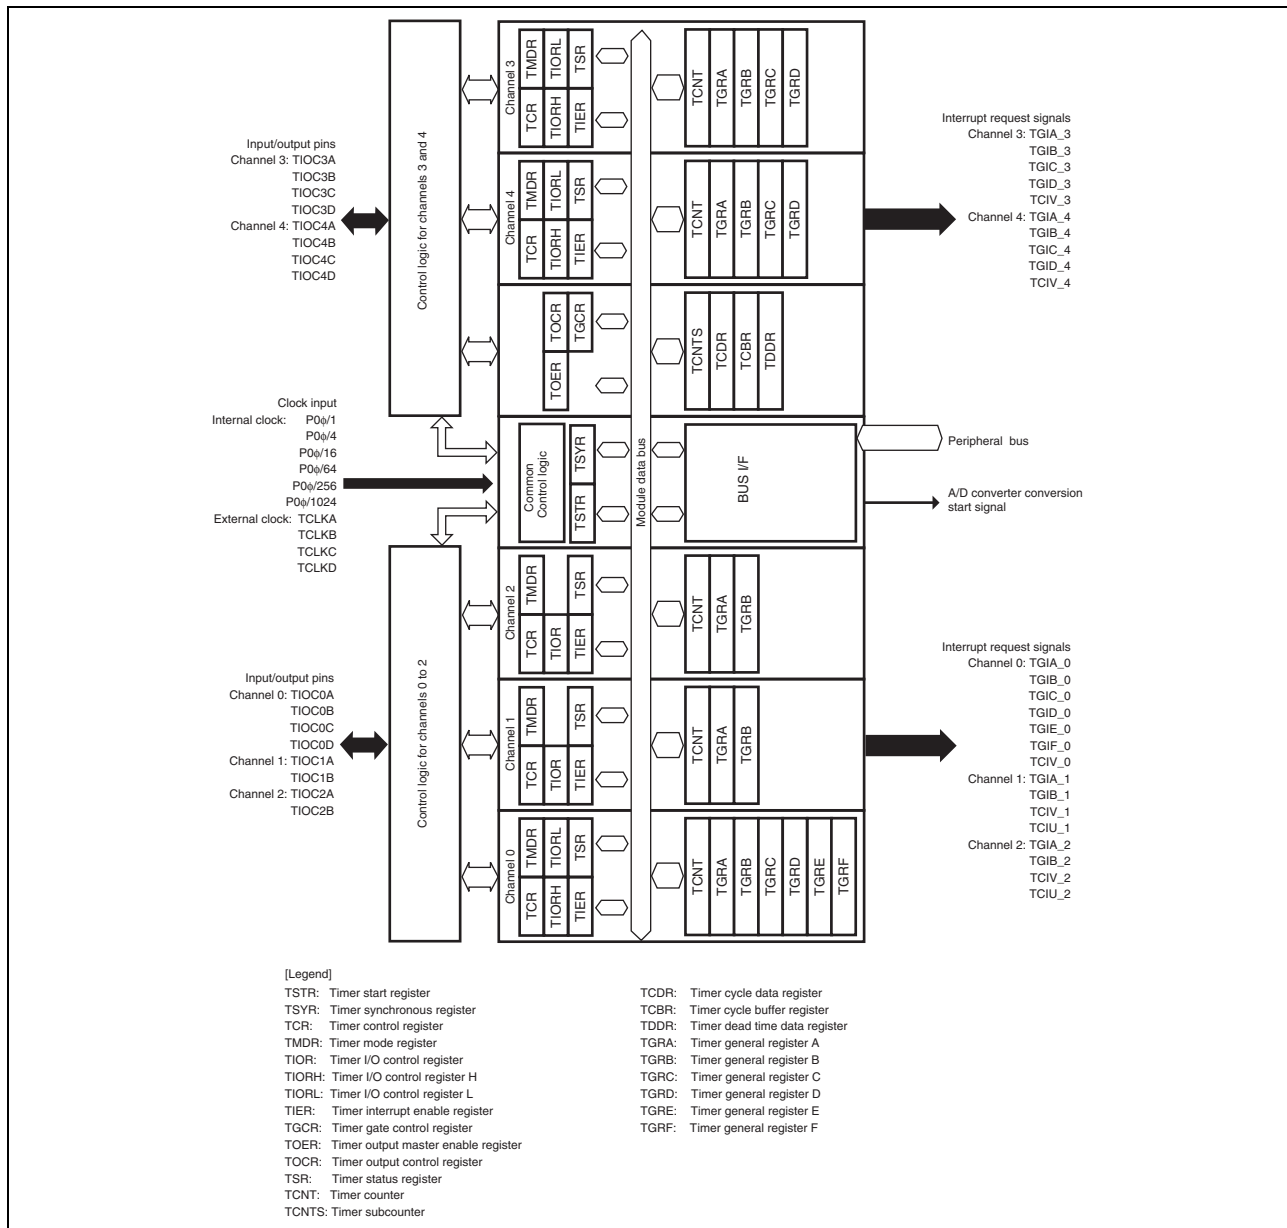 Channel 3
TMDR
TIORL
TSR
TCR
TIORH
TIER
TCNT
TGRA
TGRB
TGRC
TGRD
Input/output pins
Channel 3: TIOC3A
TIOC3B
TIOC3C
TIOC3D
Channel 4: TIOC4A
TIOC4B
TIOC4C
TIOC4D
Control logic for channels 3 and 4
Interrupt request signals
Channel 3: TGIA_3
TGIB_3
TGIC_3
TGID_3
TCIV_3
Channel 4: TGIA_4
TGIB_4
TGIC_4
TGID_4
TCIV_4
Channel 4
TMDR
TIORL
TSR
TCR
TIORH
TIER
TCNT
TGRA
TGRB
TGRC
TGRD
TOCR
TGCR
TOER
TCNTS
TCDR
TCBR
TDDR
Clock input
Internal clock: P0φ/1
P0φ/4
P0φ/16
P0φ/64
P0φ/256
P0φ/1024
External clock: TCLKA
TCLKB
TCLKC
TCLKD
Common
Control logic
TSYR
TSTR
Module data bus
BUS I/F
Peripheral bus
A/D converter conversion
start signal
Channel 2
TMDR
TSR
TCR
TIOR
TIER
TCNT
TGRA
TGRB
Input/output pins
Channel 0: TIOC0A
TIOC0B
TIOC0C
TIOC0D
Channel 1: TIOC1A
TIOC1B
Channel 2: TIOC2A
TIOC2B
Control logic for channels 0 to 2
Channel 1
TMDR
TSR
TCR
TIOR
TIER
TCNT
TGRA
TGRB
Interrupt request signals
Channel 0: TGIA_0
TGIB_0
TGIC_0
TGID_0
TGIE_0
TGIF_0
TCIV_0
Channel 1: TGIA_1
TGIB_1
TCIV_1
TCIU_1
Channel 2: TGIA_2
TGIB_2
TCIV_2
TCIU_2
Channel 0
TMDR
TIORL
TSR
TCR
TIORH
TIER
TCNT
TGRA
TGRB
TGRC
TGRD
TGRE
TGRF
[Legend]
TSTR: Timer start register
TSYR: Timer synchronous register
TCR: Timer control register
TMDR: Timer mode register
TIOR: Timer I/O control register
TIORH: Timer I/O control register H
TIORL: Timer I/O control register L
TIER: Timer interrupt enable register
TGCR: Timer gate control register
TOER: Timer output master enable register
TOCR: Timer output control register
TSR: Timer status register
TCNT: Timer counter
TCNTS: Timer subcounter
TCDR: Timer cycle data register
TCBR: Timer cycle buffer register
TDDR: Timer dead time data register
TGRA: Timer general register A
TGRB: Timer general register B
TGRC: Timer general register C
TGRD: Timer general register D
TGRE: Timer general register E
TGRF: Timer general register F